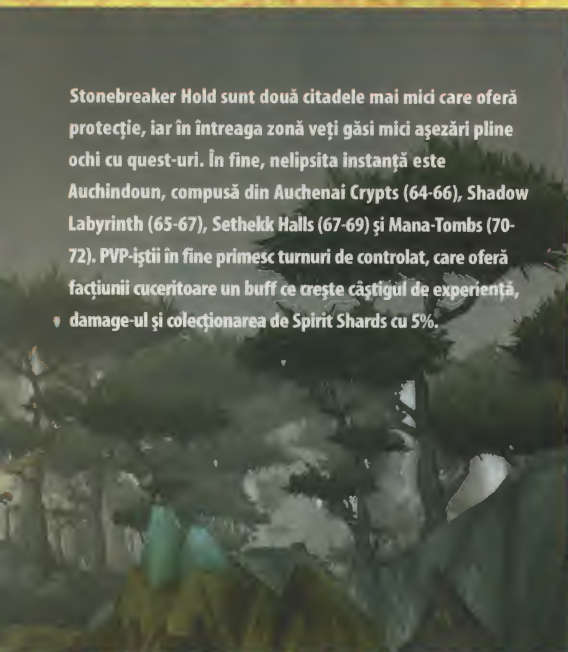 Stonebreaker Hold sunt două citadele mai mici care oferă
protecție, iar în întreaga zonă veți găsi mici așezări pline
ochi cu quest-uri. În fine, nelipsita instanță este
Auchindoun, compusă din Auchenai Crypts (64-66), Shadow
Labyrinth (65-67), Sethekk Halls (67-69) și Mana-Tombs (70-
72). PVP-iștii în fine primesc turnuri de controlat, care oferă
facțiunii cuceritoare un buff ce crește câștigul de experiență,
damage-ul și colecționarea de Spirit Shards cu 5%.